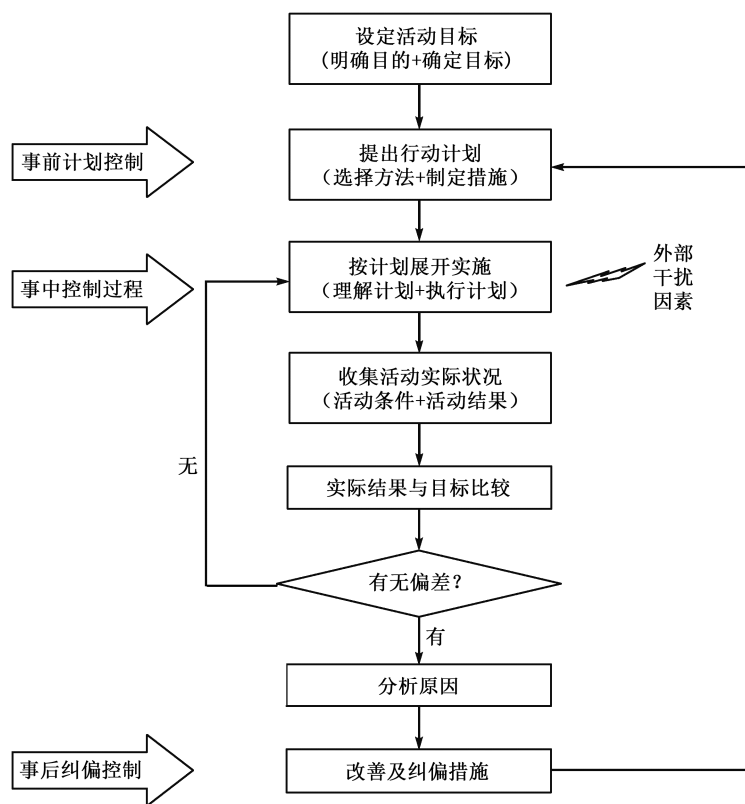 设定活动目标
(明确目的+确定目标)
事前计划控制
提出行动计划
（选择方法+制定措施）
事中控制过程
按计划展开实施
（理解计划+执行计划）
外部
干扰
因素
收集活动实际状况
（活动条件+活动结果）
无
实际结果与目标比较
有无偏差？
有
分析原因
事后纠偏控制
改善及纠偏措施